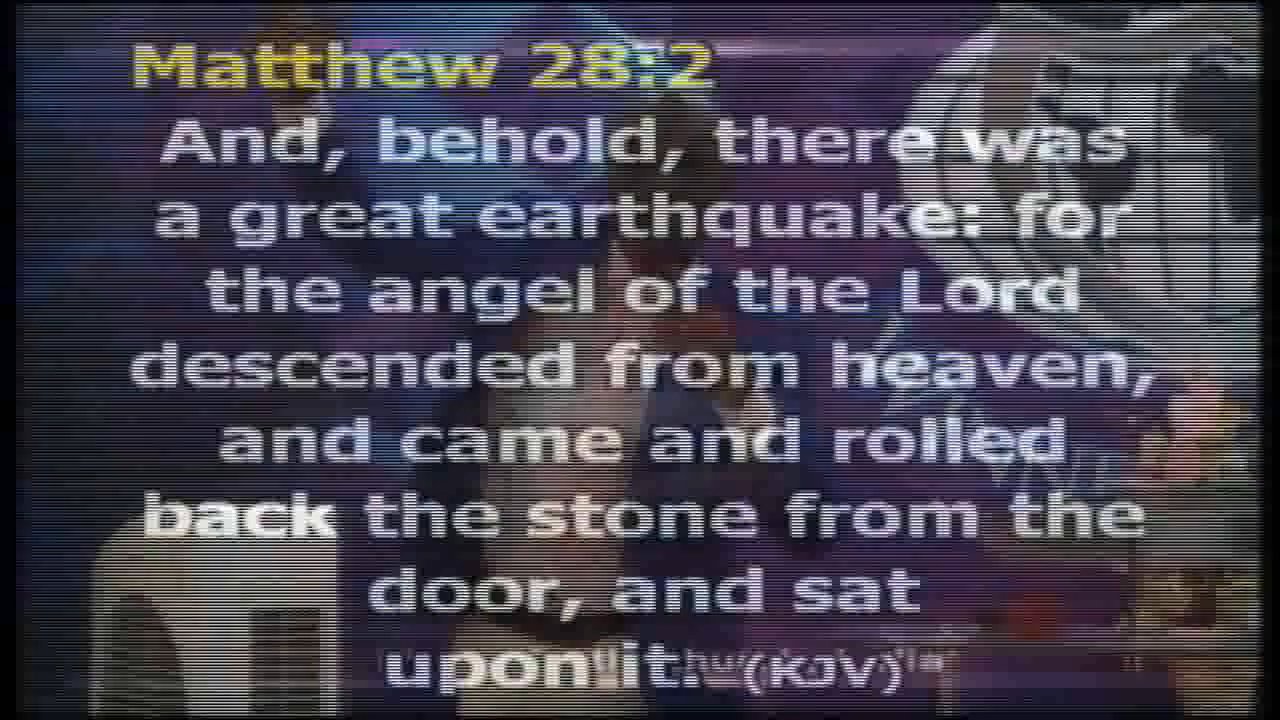 Matthew 28:2
And, behold, there was
a great earthquake: for
the angel of the Lord
descended from heaven,
and came and rolled
back the stone from the
door, and sat
upon it. (KJV)